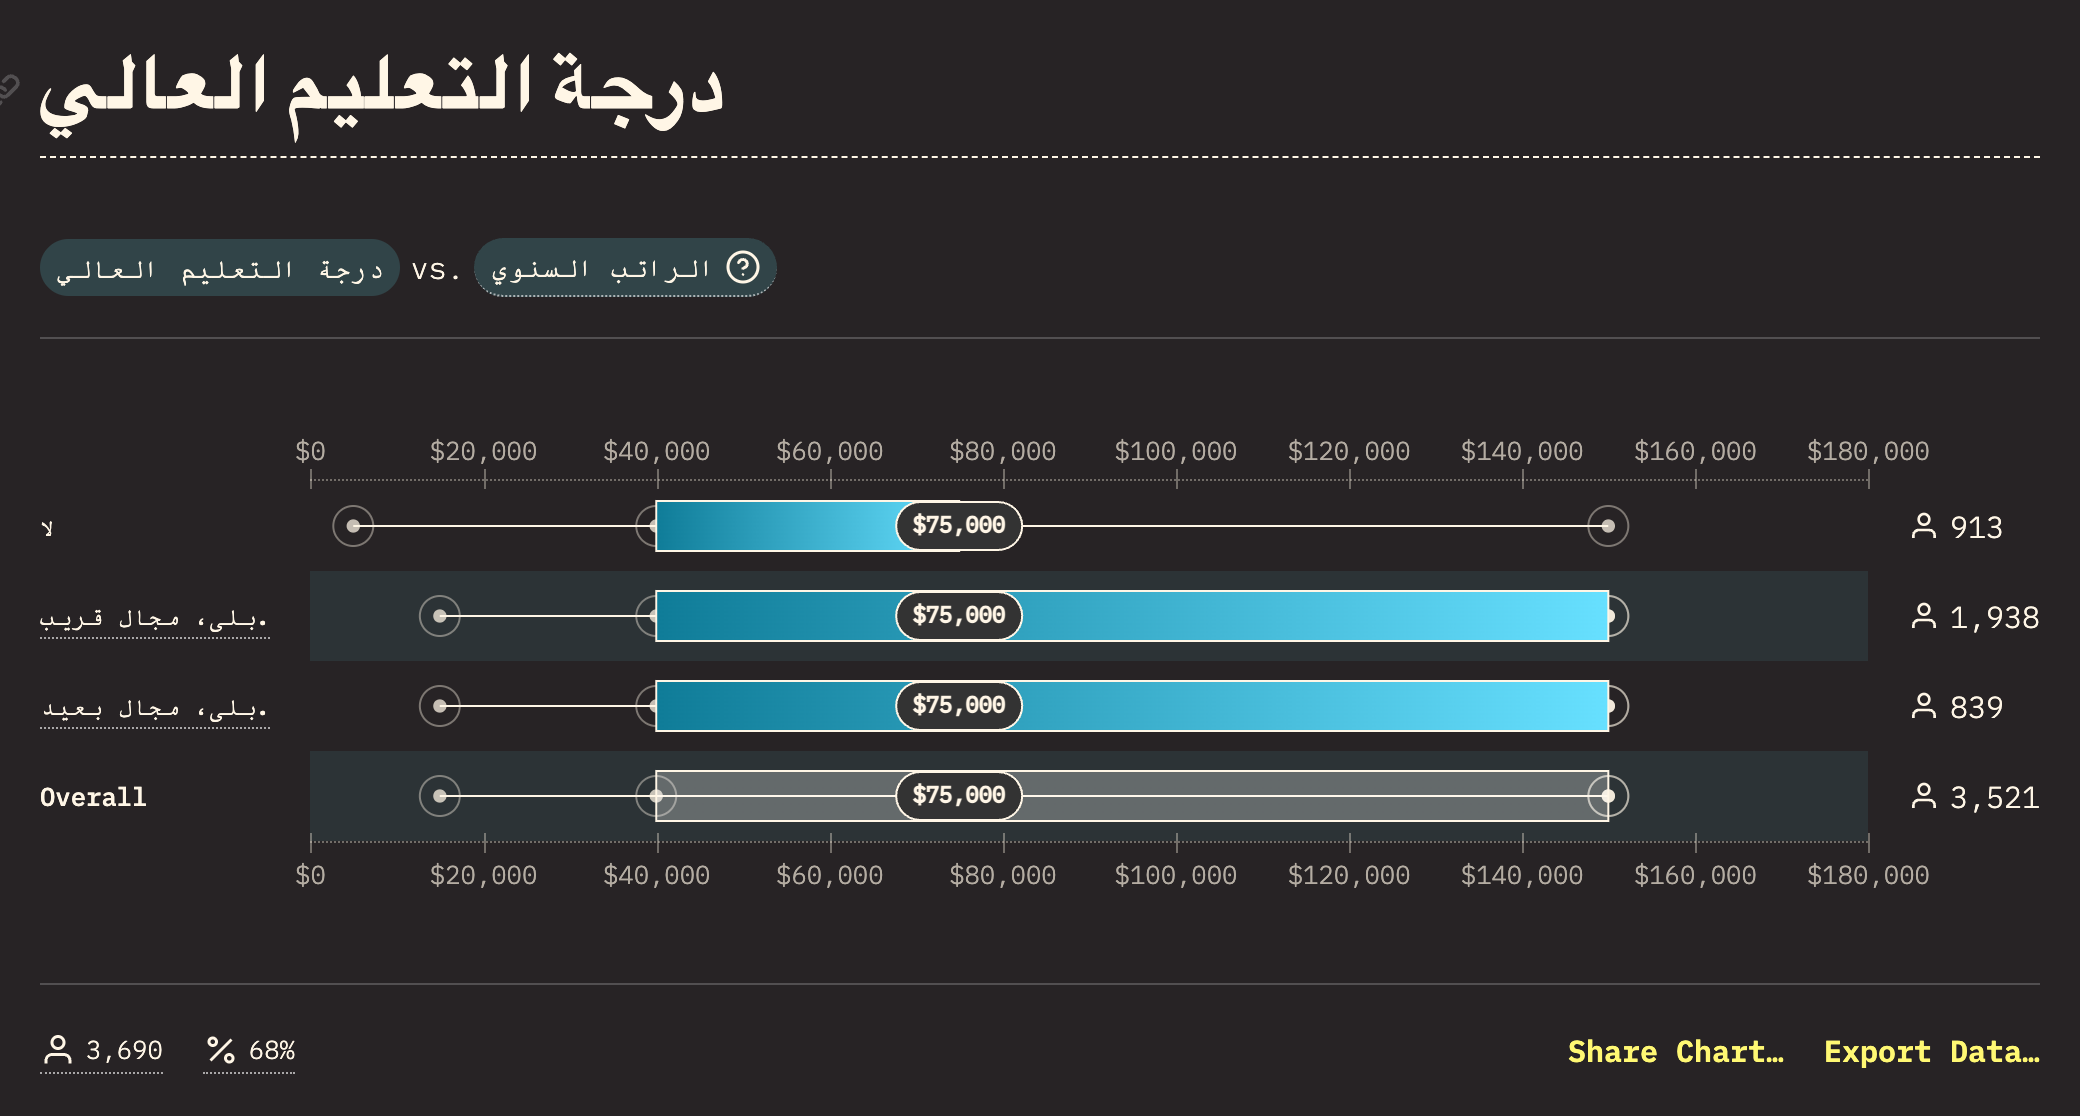 درجة التعليم العالي
درجة التعليم العالي vs. الراتب السنوي
$0 $20,000 $40,000 $60,000 $80,000 $100,000 $120,000 $140,000 $160,000 $180,000
لا $75,000 913
بلى، مجال قريب. $75,000 1,938
بلى، مجال بعيد. $75,000 839
Overall $75,000 3,521
$0 $20,000 $40,000 $60,000 $80,000 $100,000 $120,000 $140,000 $160,000 $180,000
3,690 68% Share Chart… Export Data…